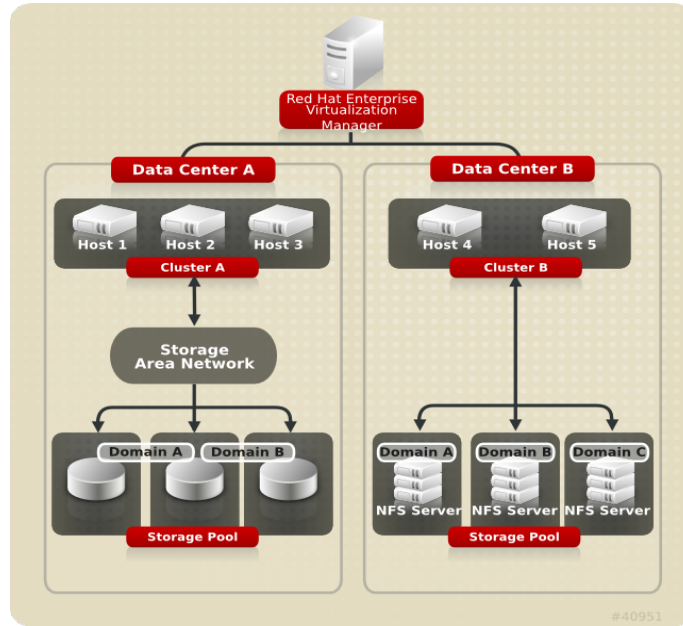 Red Hat Enterprise
Virtualization
Manager
Data Center A
Data Center B
Host 1 Host 2 Host 3
Host 4 Host 5
Cluster A
Cluster B
Storage
Area Network
Domain A Domain B
Domain A Domain B Domain C
NFS Server NFS Server NFS Server
Storage Pool
Storage Pool
#40951